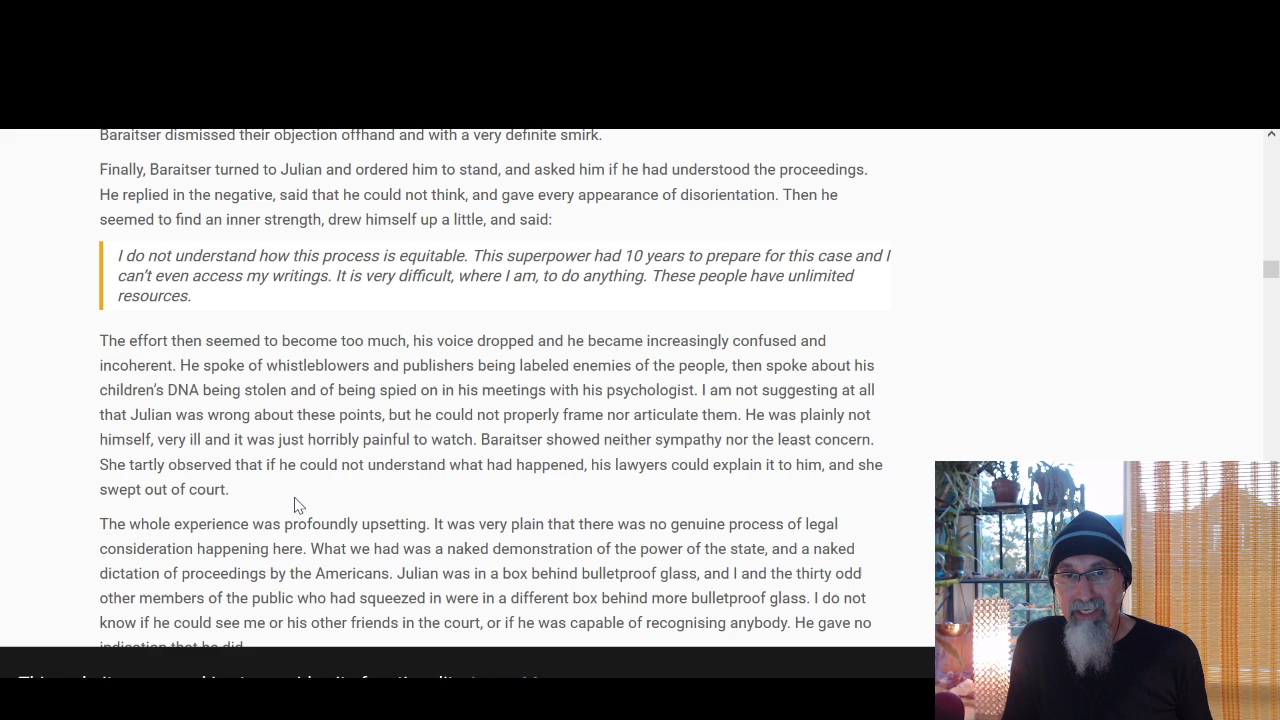 Baraitser dismissed their objection offhand and with a very definite smirk.
Finally, Baraitser turned to Julian and ordered him to stand, and asked him if he had understood the proceedings.
He replied in the negative, said that he could not think, and gave every appearance of disorientation. Then he
seemed to find an inner strength, drew himself up a little, and said:
I do not understand how this process is equitable. This superpower had 10 years to prepare for this case and I
can't even access my writings. It is very difficult, where I am, to do anything. These people have unlimited
resources.
The effort then seemed to become too much, his voice dropped and he became increasingly confused and
incoherent. He spoke of whistleblowers and publishers being labeled enemies of the people, then spoke about his
children's DNA being stolen and of being spied on in his meetings with his psychologist. I am not suggesting at all
that Julian was wrong about these points, but he could not properly frame nor articulate them. He was plainly not
himself, very ill and it was just horribly painful to watch. Baraitser showed neither sympathy nor the least concern.
She tartly observed that if he could not understand what had happened, his lawyers could explain it to him, and she
swept out of court.
The whole experience was profoundly upsetting. It was very plain that there was no genuine process of legal
consideration happening here. What we had was a naked demonstration of the power of the state, and a naked
dictation of proceedings by the Americans. Julian was in a box behind bulletproof glass, and I and the thirty odd
other members of the public who had squeezed in were in a different box behind more bulletproof glass. I do not
know if he could see me or his other friends in the court, or if he was capable of recognising anybody. He gave no
indication that he did